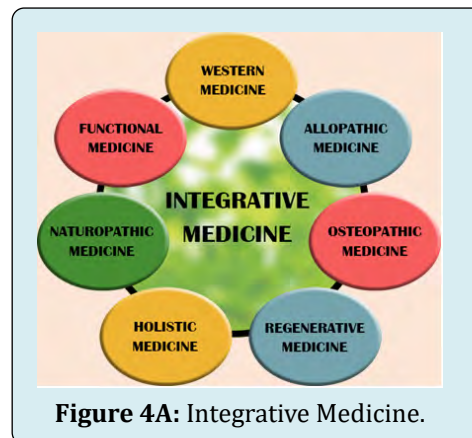 WESTERN
MEDICINE
ALLOPATHIC
MEDICINE
OSTEOPATHIC
MEDICINE
REGENERATIVE
MEDICINE
HOLISTIC
MEDICINE
NATUROPATHIC
MEDICINE
FUNCTIONAL
MEDICINE
INTEGRATIVE
MEDICINE
Figure 4A: Integrative Medicine.